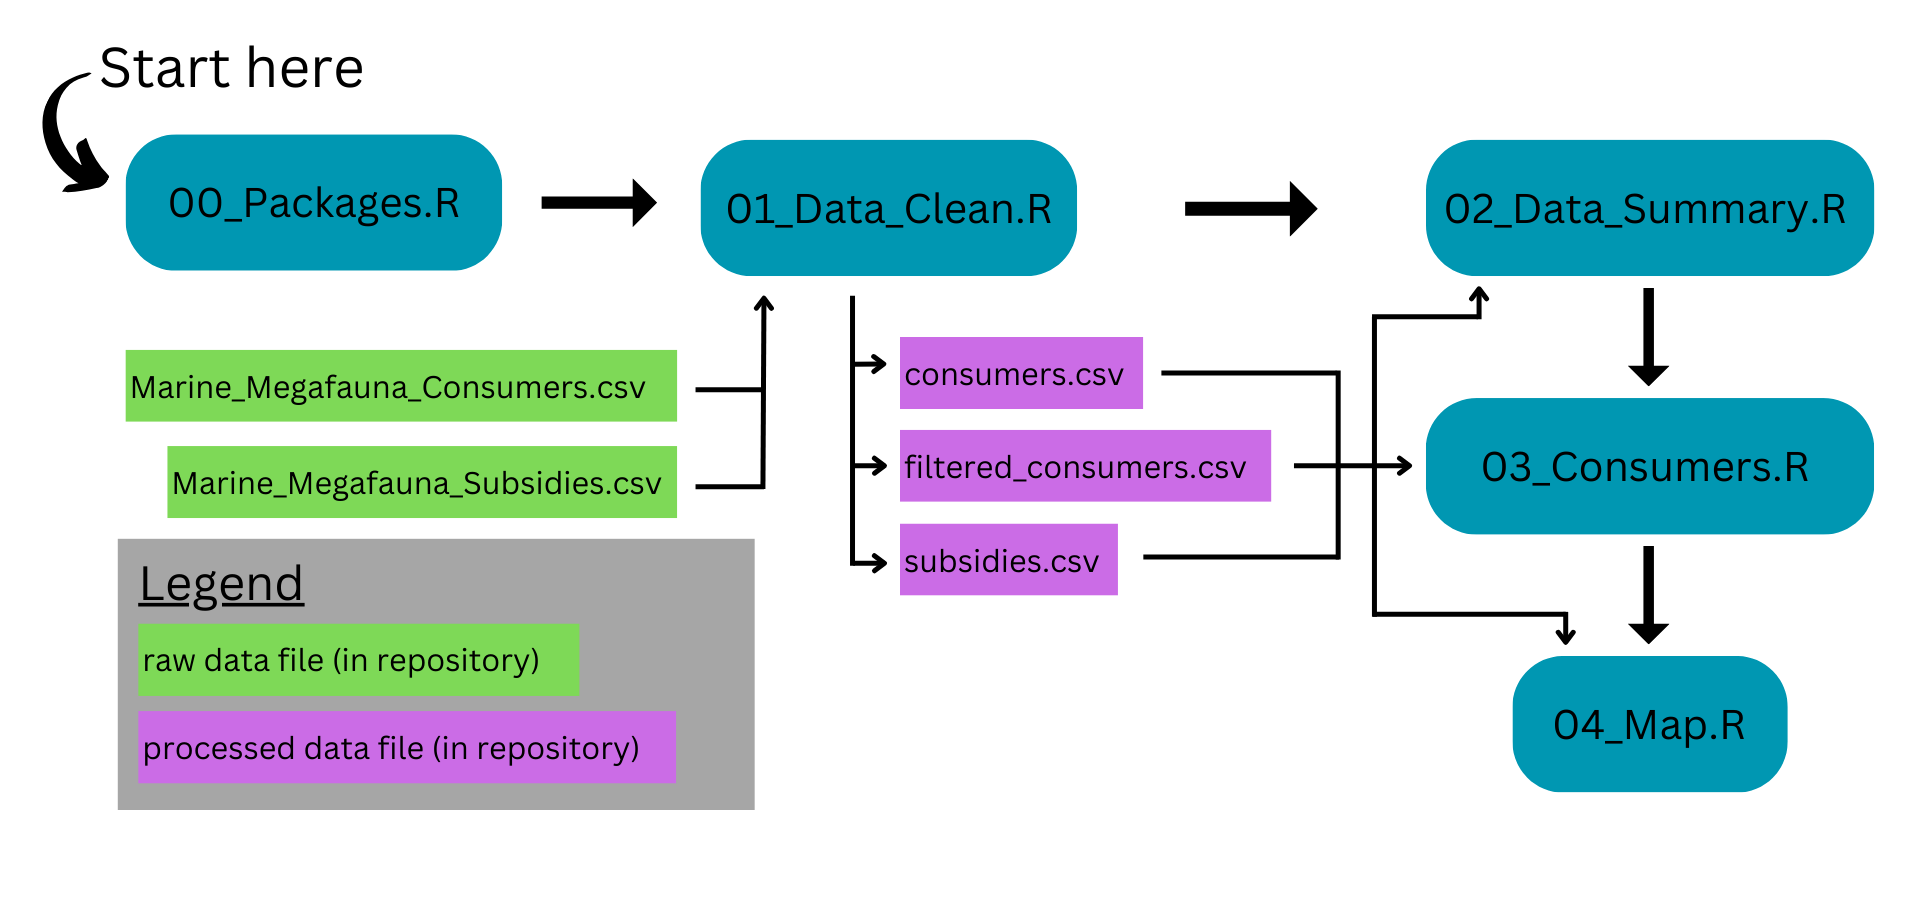 Start here
00_Packages.R
01_Data_Clean.R
02_Data_Summary.R
Marine_Megafauna_Consumers.csv
Marine_Megafauna_Subsidies.csv
consumers.csv
filtered_consumers.csv
subsidies.csv
03_Consumers.R
04_Map.R
Legend
raw data file (in repository)
processed data file (in repository)